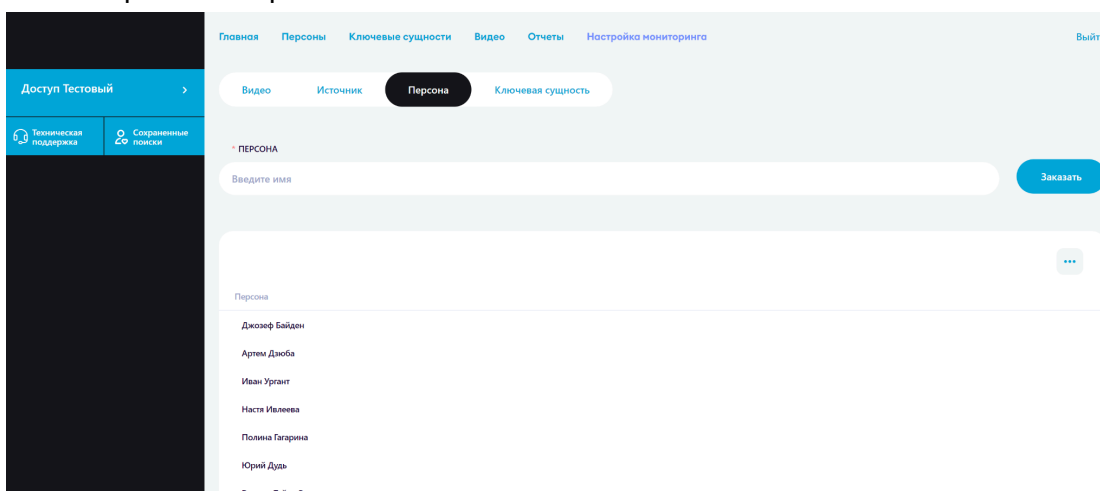 Главная Персоны Ключевые сущности Видео Отчеты Настройка мониторинга Выйт
Доступ Тестовый
Видео Источник Персона Ключевая сущность
Техническая поддержка
Сохраненные поиски
* ПЕРСОНА
Введите имя
Заказать
Персона
Джозеф Байден
Артем Дзюба
Иван Ургант
Настя Ивлеева
Полина Гагарина
Юрий Дудь